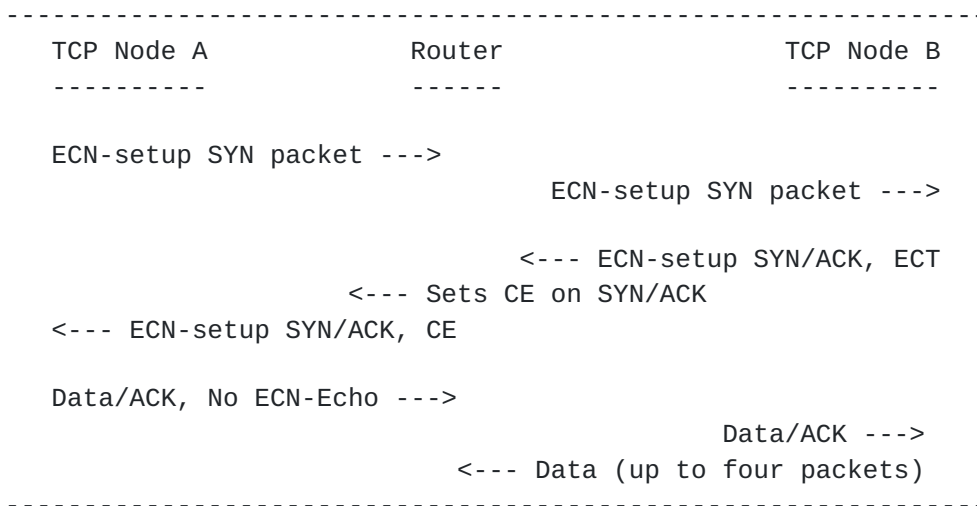 ---------------------------------------------------------------
TCP Node A             Router                  TCP Node B
----------             ------                  ----------
ECN-setup SYN packet --->
ECN-setup SYN packet --->
<--- ECN-setup SYN/ACK, ECT
<--- Sets CE on SYN/ACK
<--- ECN-setup SYN/ACK, CE
Data/ACK, No ECN-Echo --->
Data/ACK --->
<--- Data (up to four packets)
---------------------------------------------------------------